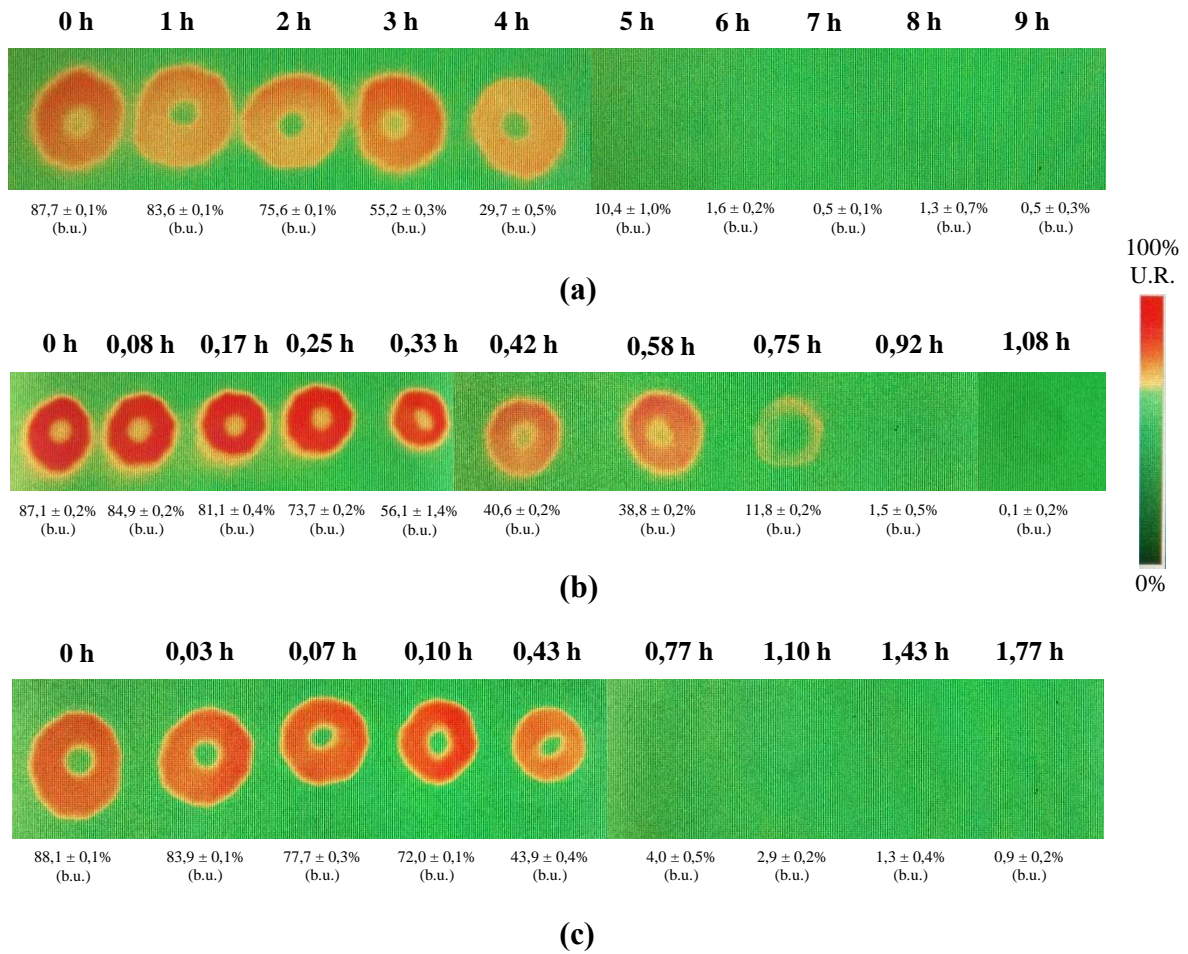 0 h 1 h 2 h 3 h 4 h 5 h 6 h 7 h 8 h 9 h
87,7 ± 0,1% 83,6 ± 0,1% 75,6 ± 0,1% 55,2 ± 0,3% 29,7 ± 0,5% 10,4 ± 1,0% 1,6 ± 0,2% 0,5 ± 0,1% 1,3 ± 0,7% 0,5 ± 0,3%
(b.u.) (b.u.) (b.u.) (b.u.) (b.u.) (b.u.) (b.u.) (b.u.) (b.u.) (b.u.)
100%
U.R.
(a)
0 h 0,08 h 0,17 h 0,25 h 0,33 h 0,42 h 0,58 h 0,75 h 0,92 h 1,08 h
87,1 ± 0,2% 84,9 ± 0,2% 81,1 ± 0,4% 73,7 ± 0,2% 56,1 ± 1,4% 40,6 ± 0,2% 38,8 ± 0,2% 11,8 ± 0,2% 1,5 ± 0,5% 0,1 ± 0,2%
(b.u.) (b.u.) (b.u.) (b.u.) (b.u.) (b.u.) (b.u.) (b.u.) (b.u.) (b.u.)
0%
(b)
0 h 0,03 h 0,07 h 0,10 h 0,43 h 0,77 h 1,10 h 1,43 h 1,77 h
88,1 ± 0,1% 83,9 ± 0,1% 77,7 ± 0,3% 72,0 ± 0,1% 43,9 ± 0,4% 4,0 ± 0,5% 2,9 ± 0,2% 1,3 ± 0,4% 0,9 ± 0,2%
(b.u.) (b.u.) (b.u.) (b.u.) (b.u.) (b.u.) (b.u.) (b.u.) (b.u.)
(c)